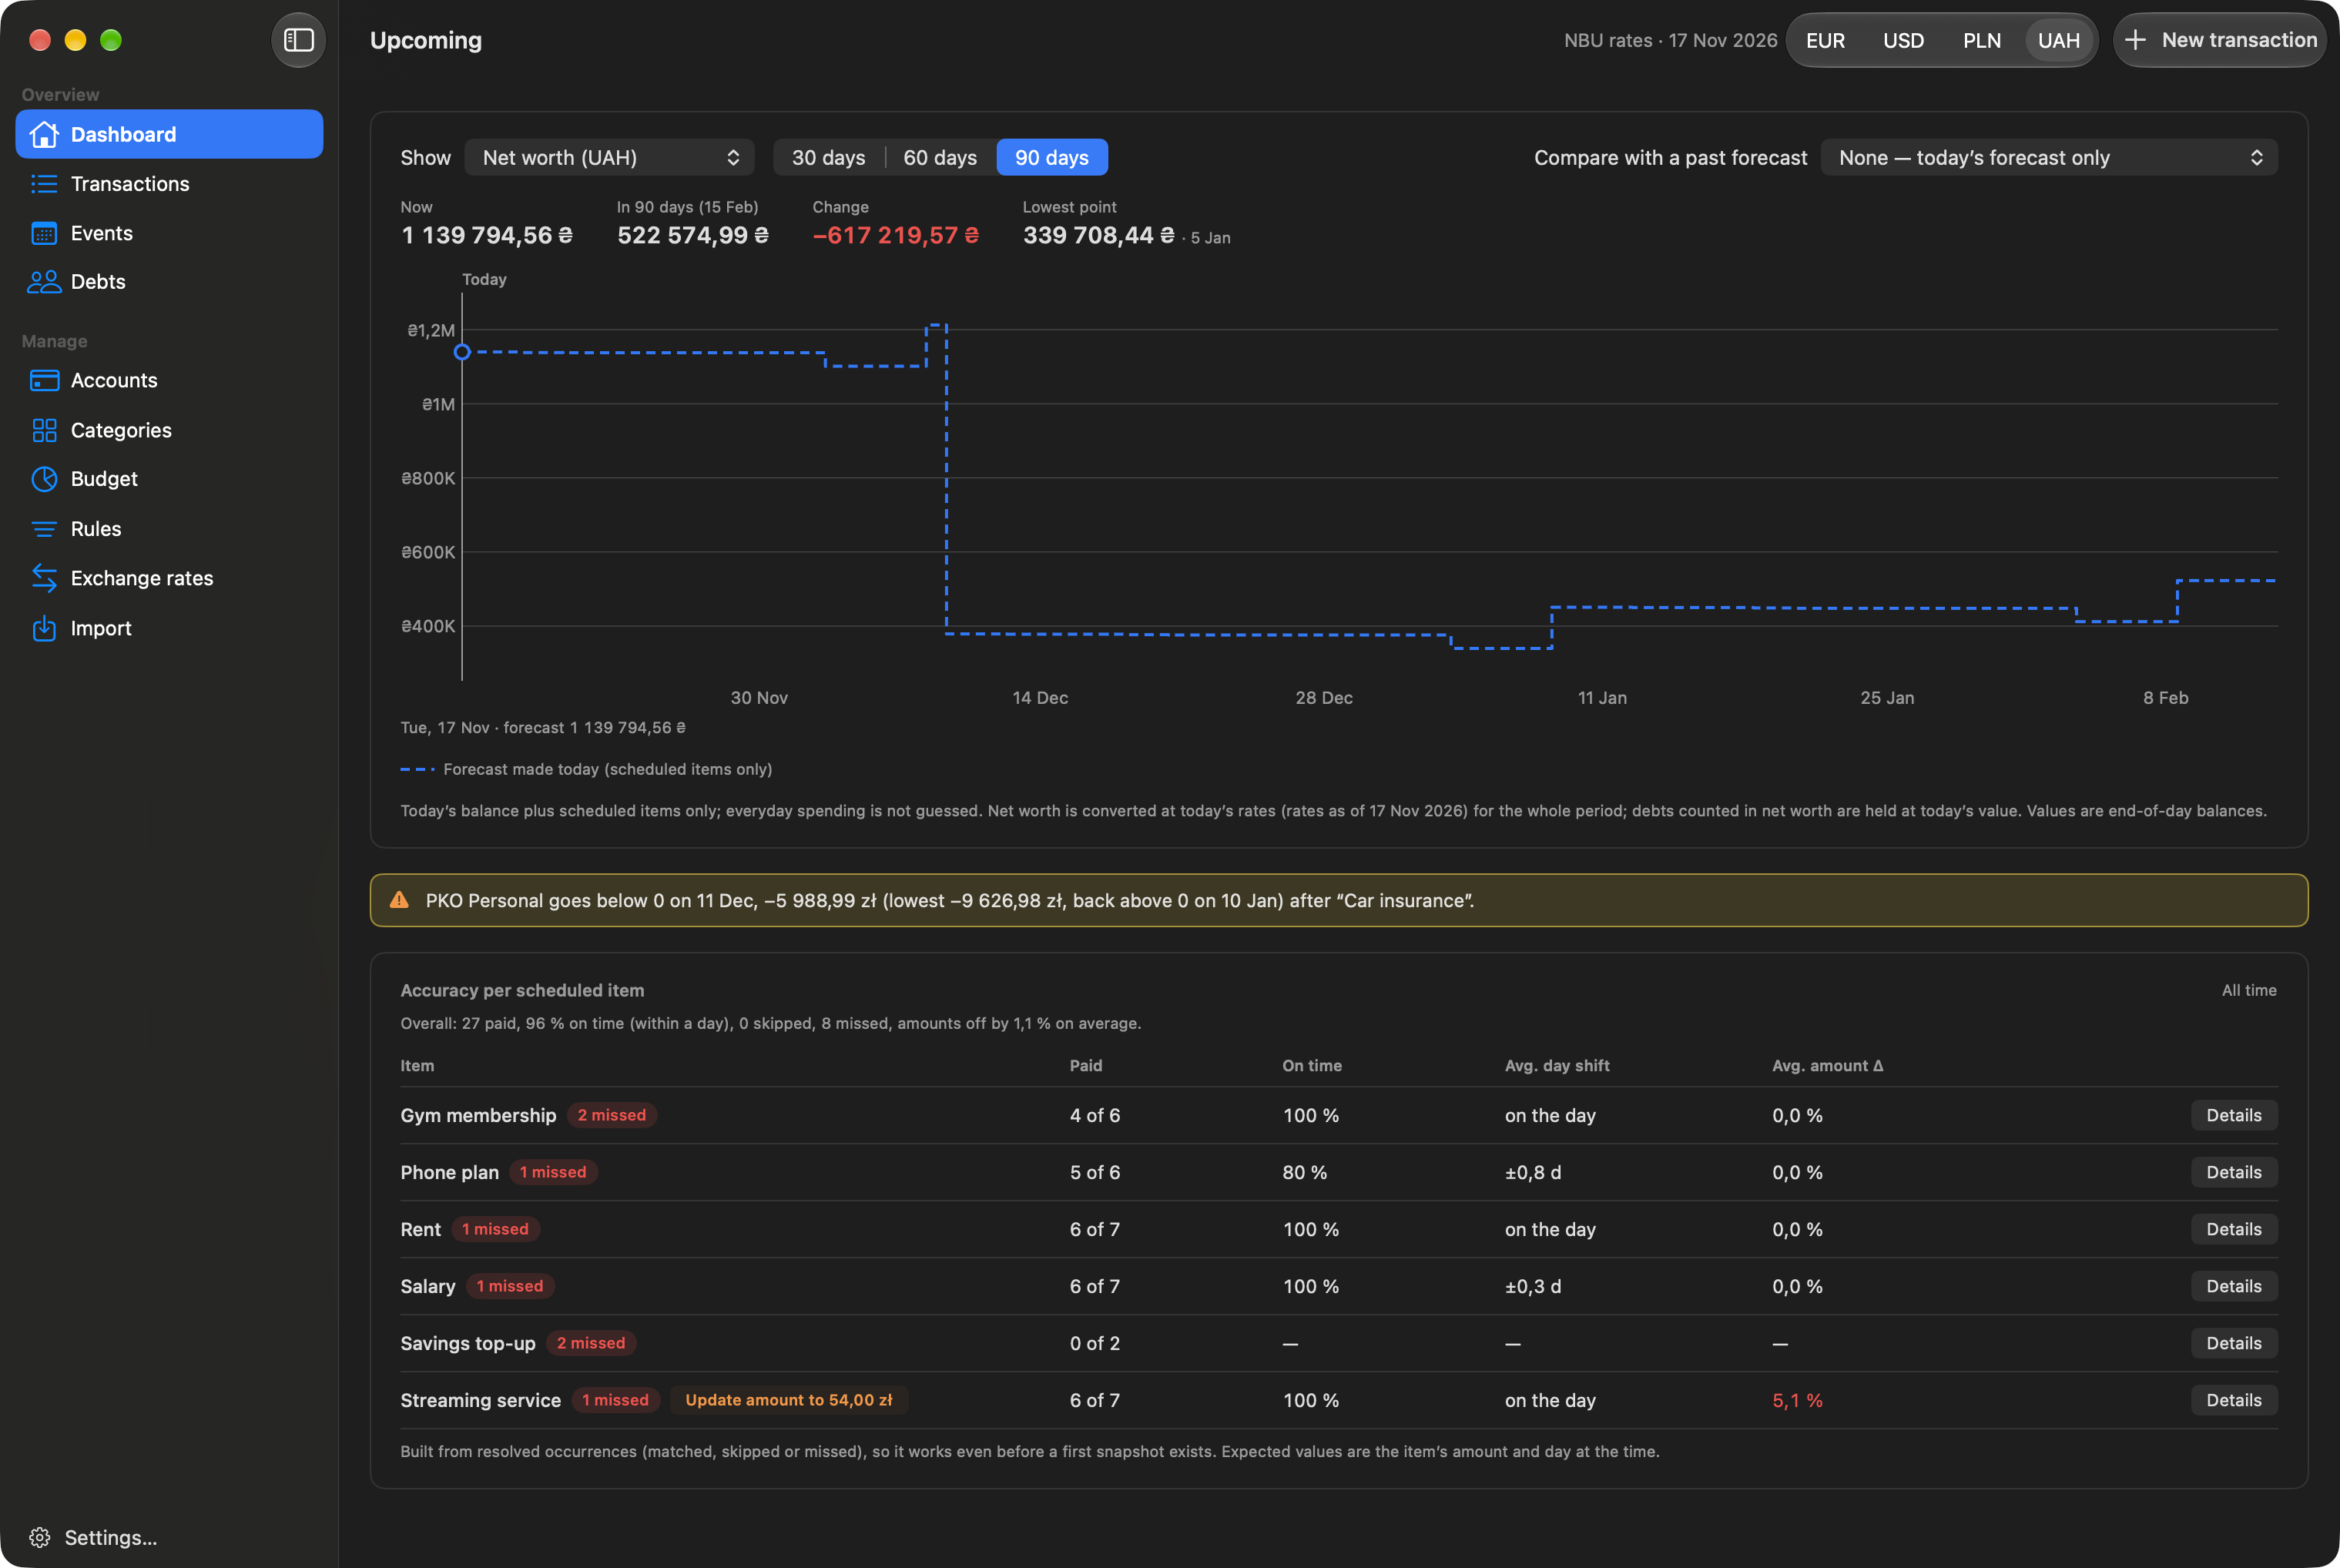 Upcoming
NBU rates · 17 Nov 2026
EUR USD PLN UAH
New transaction
Overview
Dashboard
Transactions
Events
Debts
Manage
Accounts
Categories
Budget
Rules
Exchange rates
Import
Settings...
Show Net worth (UAH) 30 days 60 days 90 days Compare with a past forecast None — today’s forecast only
Now In 90 days (15 Feb) Change Lowest point
1 139 794,56 ₴ 522 574,99 ₴ −617 219,57 ₴ 339 708,44 ₴ · 5 Jan
Today
₴1,2M
₴1M
₴800K
₴600K
₴400K
30 Nov 14 Dec 28 Dec 11 Jan 25 Jan 8 Feb
Tue, 17 Nov · forecast 1 139 794,56 ₴
Forecast made today (scheduled items only)
Today’s balance plus scheduled items only; everyday spending is not guessed. Net worth is converted at today’s rates (rates as of 17 Nov 2026) for the whole period; debts counted in net worth are held at today’s value. Values are end-of-day balances.
PKO Personal goes below 0 on 11 Dec, −5 988,99 zł (lowest −9 626,98 zł, back above 0 on 10 Jan) after “Car insurance”.
Accuracy per scheduled item All time
Overall: 27 paid, 96 % on time (within a day), 0 skipped, 8 missed, amounts off by 1,1 % on average.
Item Paid On time Avg. day shift Avg. amount Δ
Gym membership 2 missed 4 of 6 100 % on the day 0,0 % Details
Phone plan 1 missed 5 of 6 80 % ±0,8 d 0,0 % Details
Rent 1 missed 6 of 7 100 % on the day 0,0 % Details
Salary 1 missed 6 of 7 100 % ±0,3 d 0,0 % Details
Savings top-up 2 missed 0 of 2 — — — Details
Streaming service 1 missed Update amount to 54,00 zł 6 of 7 100 % on the day 5,1 % Details
Built from resolved occurrences (matched, skipped or missed), so it works even before a first snapshot exists. Expected values are the item’s amount and day at the time.